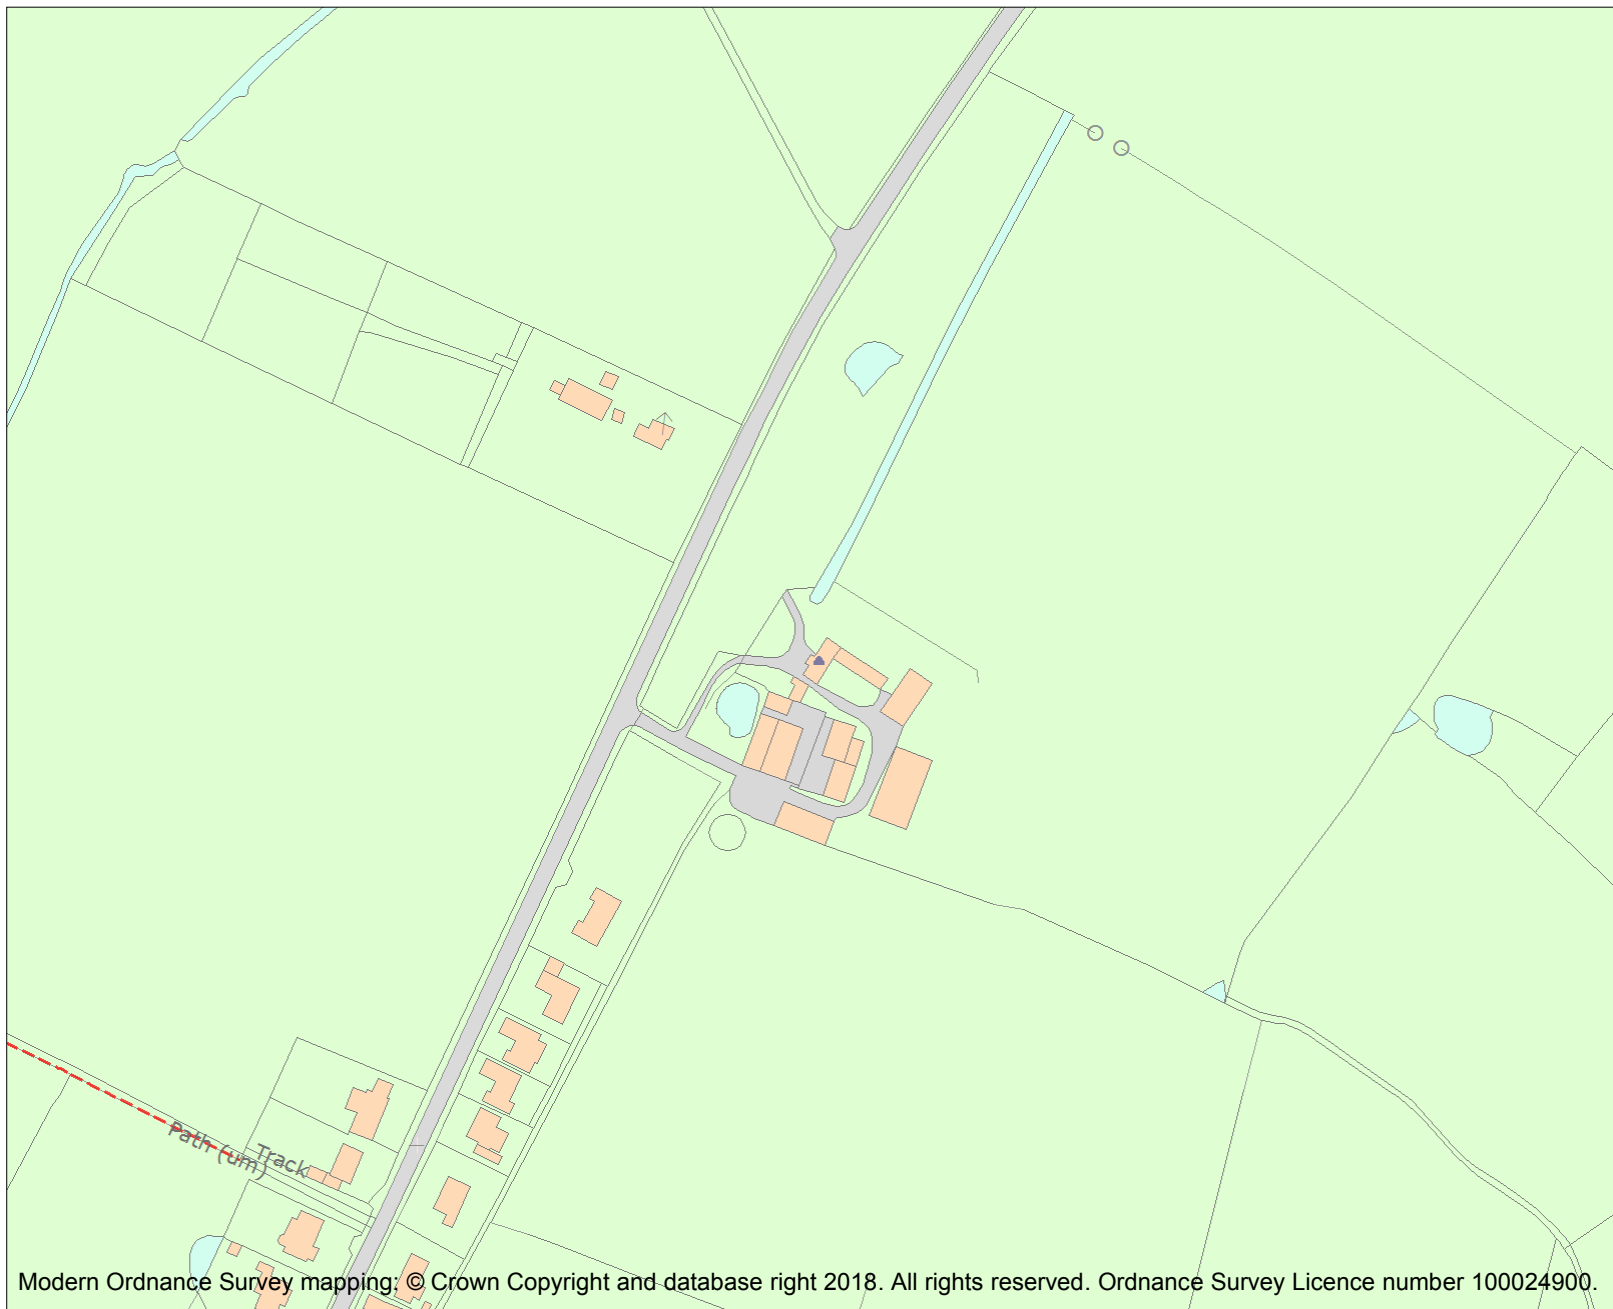 Path (um)
Track
Modern Ordnance Survey mapping: © Crown Copyright and database right 2018. All rights reserved. Ordnance Survey Licence number 100024900.